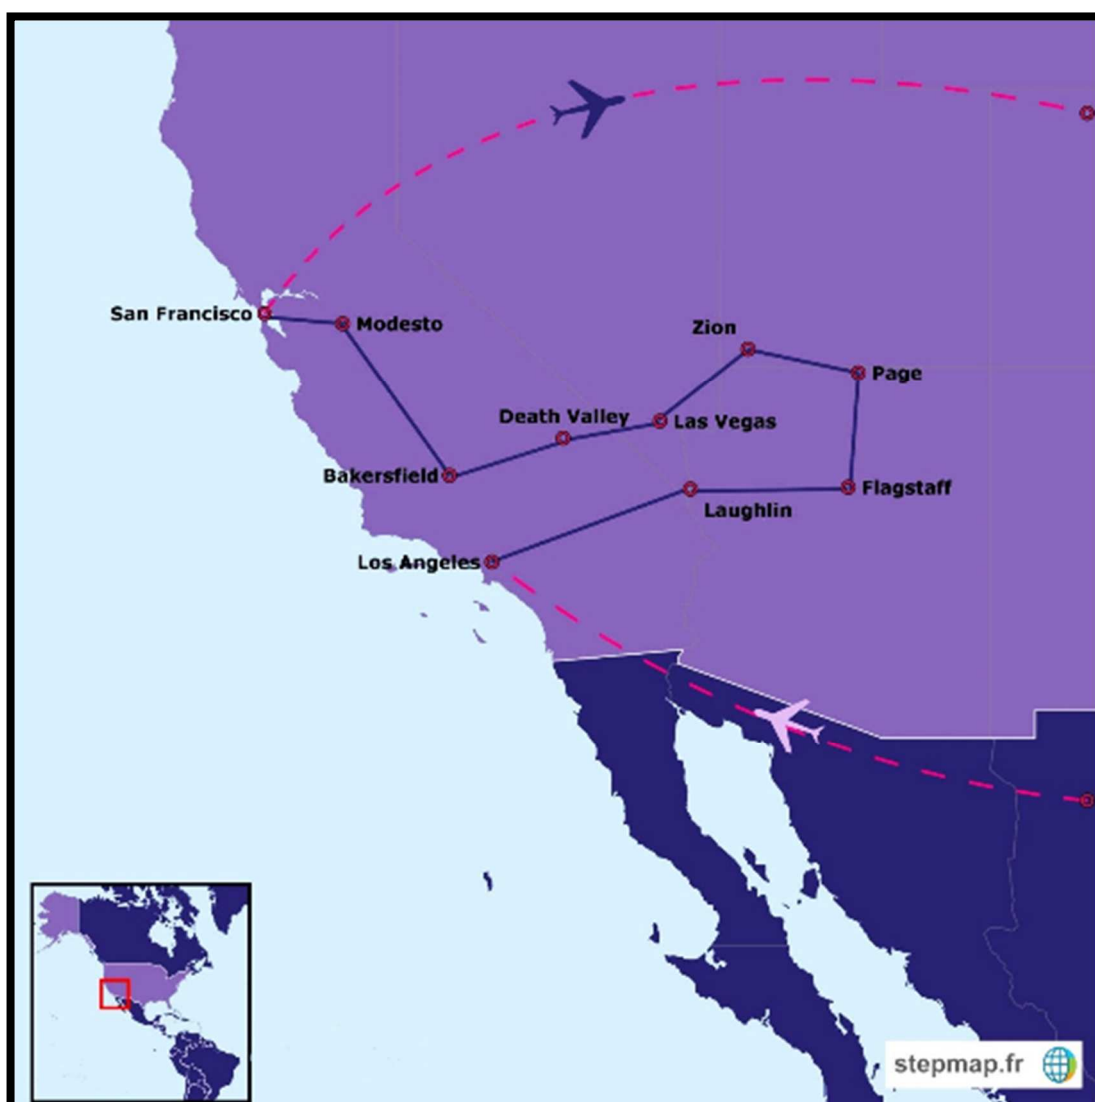 San Francisco
Modesto
Zion
Page
Death Valley
Las Vegas
Bakersfield
Flagstaff
Laughlin
Los Angeles
stepmap.fr